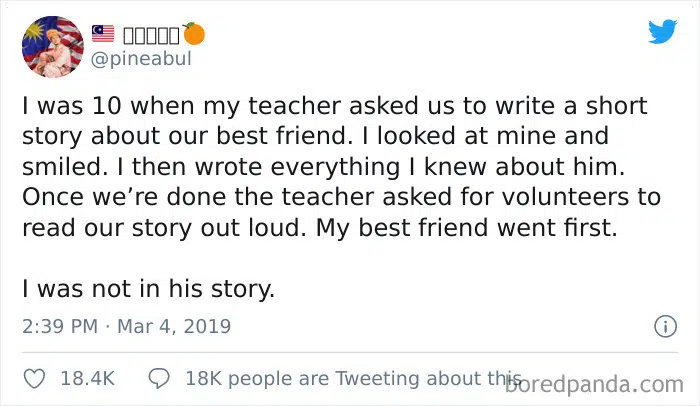 @pineabul
I was 10 when my teacher asked us to write a short
story about our best friend. I looked at mine and
smiled. I then wrote everything I knew about him.
Once we’re done the teacher asked for volunteers to
read our story out loud. My best friend went first.
I was not in his story.
2:39 PM · Mar 4, 2019
18.4K 18K people are Tweeting about this
boredpanda.com